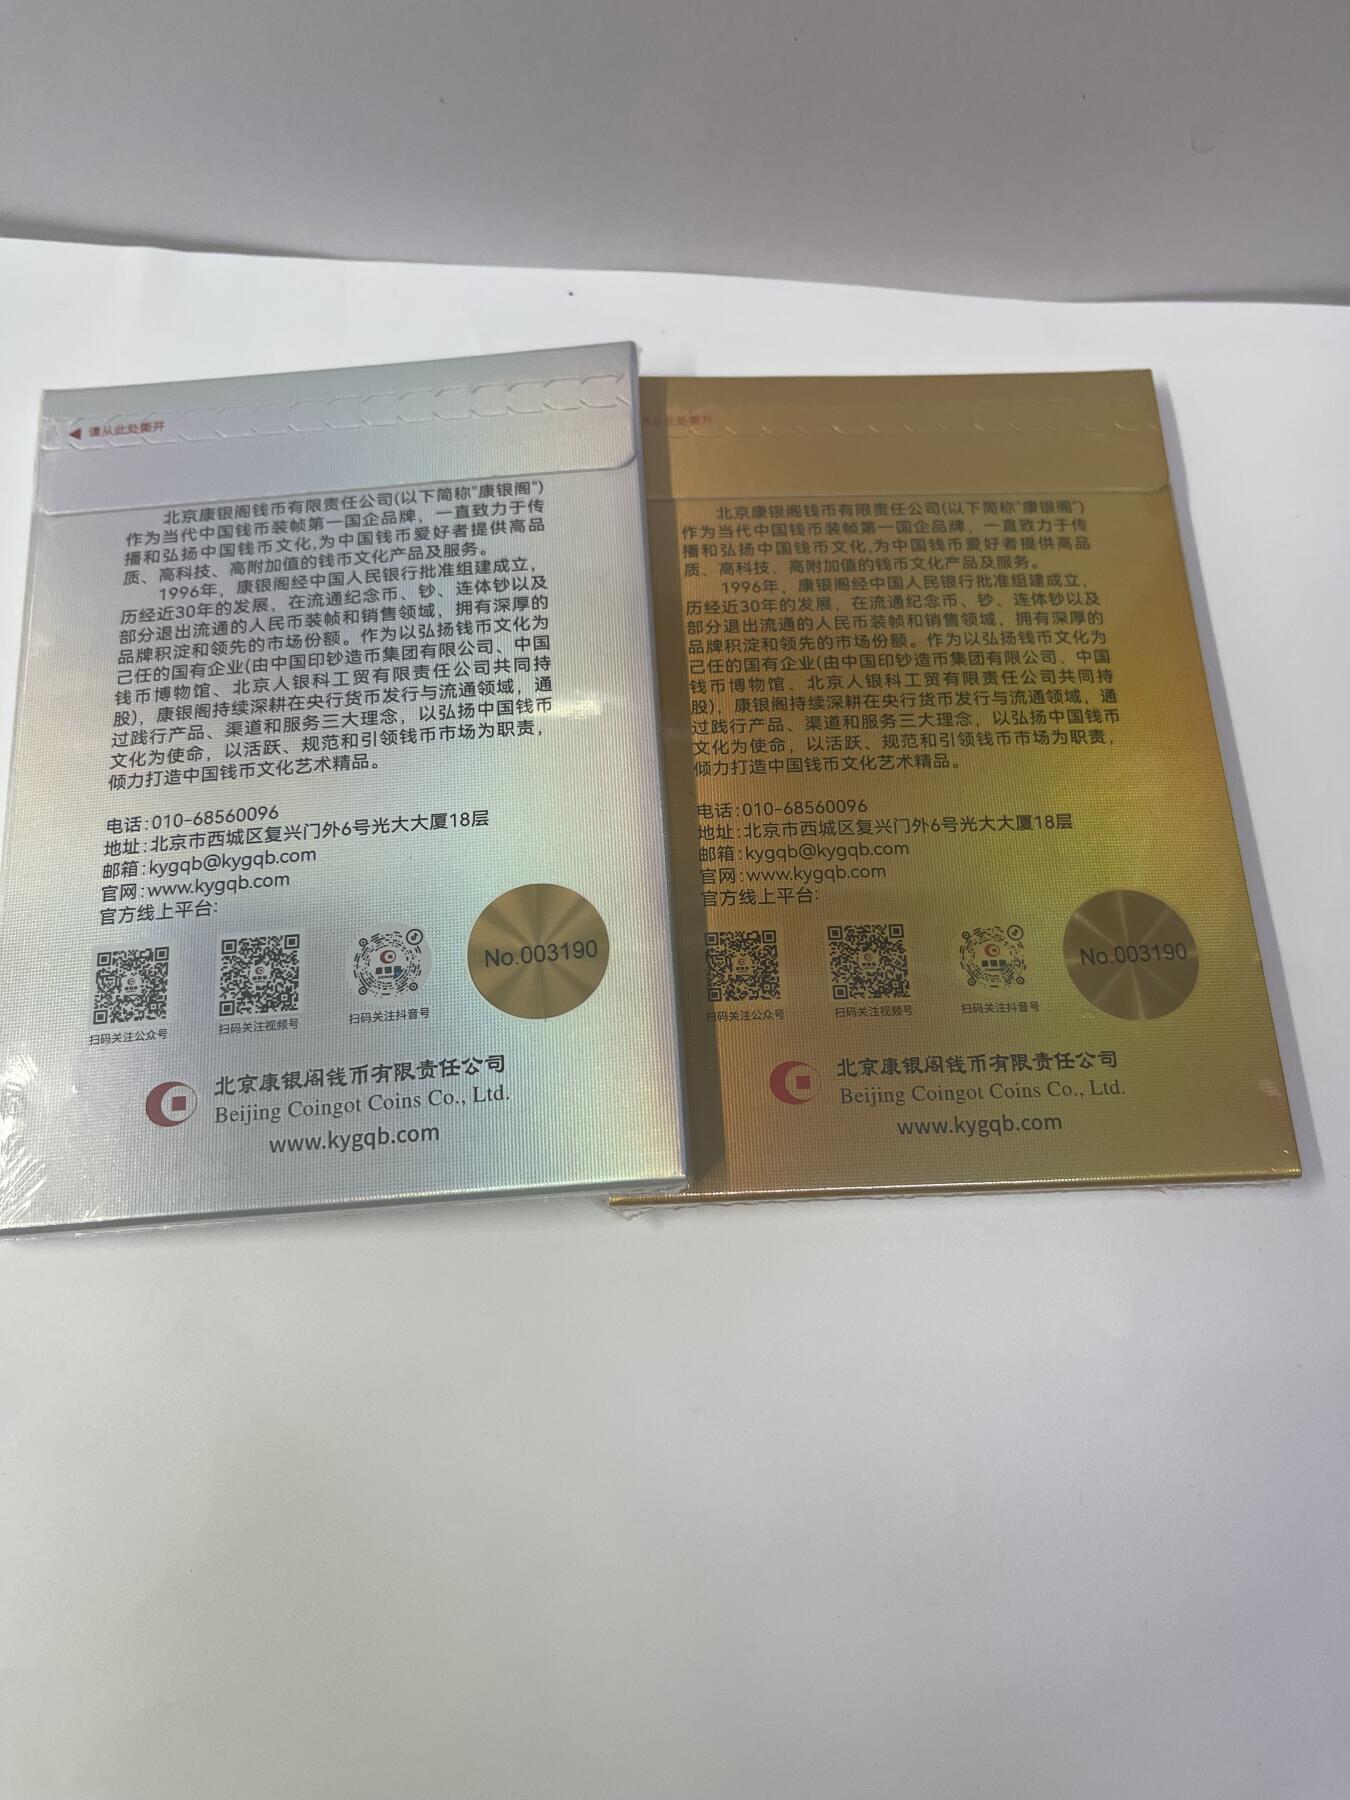 请从此处撕开
北京康银阁钱币有限责任公司(以下简称"康银阁")
作为当代中国钱币装帧第一国企品牌，一直致力于传
播和弘扬中国钱币文化,为中国钱币爱好者提供高品
质、高科技、高附加值的钱币文化产品及服务。
1996年，康银阁经中国人民银行批准组建成立，
历经近30年的发展，在流通纪念币、钞、连体钞以及
部分退出流通的人民币装帧和销售领域，拥有深厚的
品牌积淀和领先的市场份额。作为以弘扬钱币文化为
己任的国有企业(由中国印钞造币集团有限公司、中国
钱币博物馆、北京人银科工贸有限责任公司共同持
股)，康银阁持续深耕在央行货币发行与流通领域，通
过践行产品、渠道和服务三大理念，以弘扬中国钱币
文化为使命，以活跃、规范和引领钱币市场为职责，
倾力打造中国钱币文化艺术精品。
电话:010-68560096
地址:北京市西城区复兴门外6号光大大厦18层
邮箱:kygqb@kygqb.com
官网:www.kygqb.com
官方线上平台:
No.003190
扫码关注公众号
扫码关注视频号
扫码关注抖音号
北京康银阁钱币有限责任公司
Beijing Coingot Coins Co., Ltd.
www.kygqb.com
从此处撕开
北京康银阁钱币有限责任公司(以下简称"康银阁")
作为当代中国钱币装帧第一国企品牌，一直致力于传
播和弘扬中国钱币文化,为中国钱币爱好者提供高品
质、高科技、高附加值的钱币文化产品及服务。
1996年，康银阁经中国人民银行批准组建成立，
历经近30年的发展，在流通纪念币、钞、连体钞以及
部分退出流通的人民币装帧和销售领域，拥有深厚的
品牌积淀和领先的市场份额。作为以弘扬钱币文化为
己任的国有企业(由中国印钞造币集团有限公司、中国
钱币博物馆、北京人银科工贸有限责任公司共同持
股)，康银阁持续深耕在央行货币发行与流通领域，通
过践行产品、渠道和服务三大理念，以弘扬中国钱币
文化为使命，以活跃、规范和引领钱币市场为职责，
倾力打造中国钱币文化艺术精品。
电话:010-68560096
地址:北京市西城区复兴门外6号光大大厦18层
邮箱:kygqb@kygqb.com
官网:www.kygqb.com
官方线上平台:
No.003190
扫码关注公众号
扫码关注视频号
扫码关注抖音号
北京康银阁钱币有限责任公司
Beijing Coingot Coins Co., Ltd.
www.kygqb.com